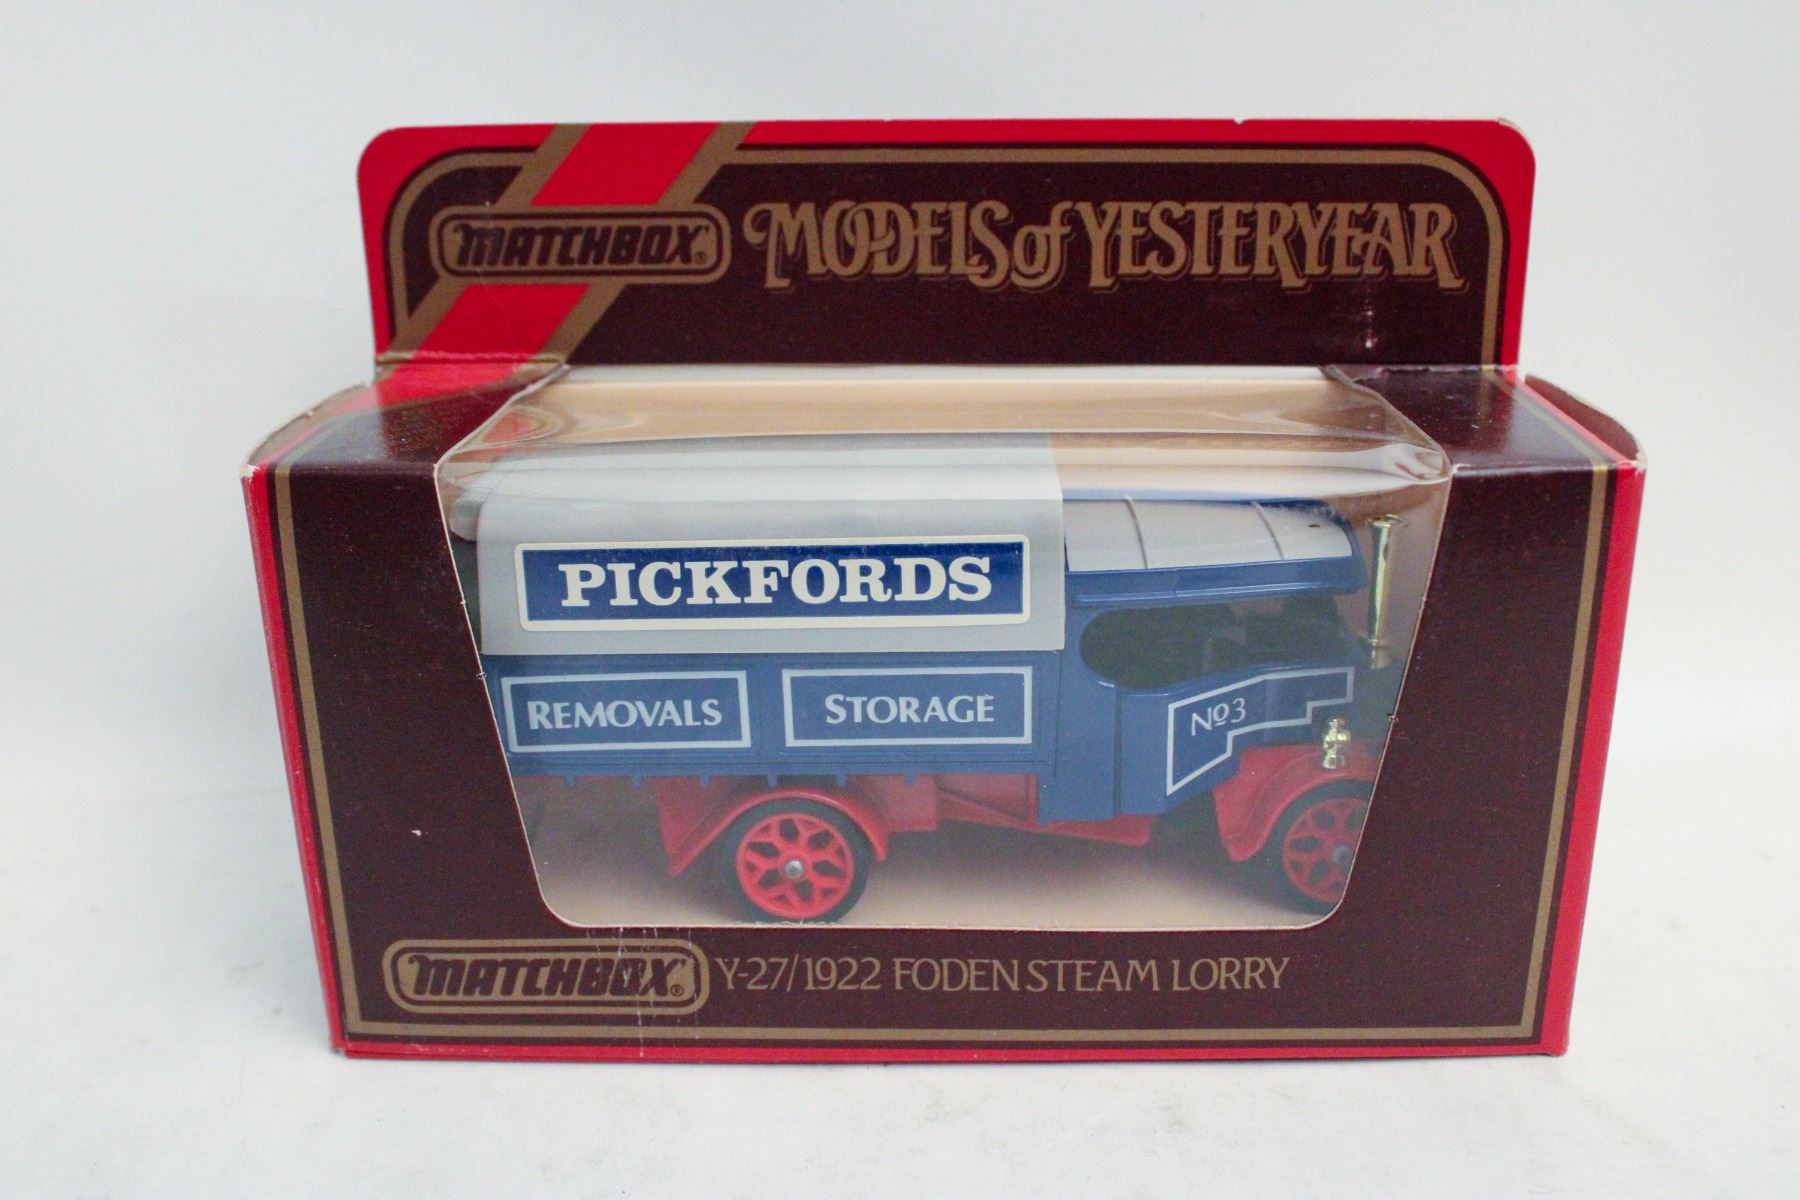 MATCHBOX® MODELS of YESTERYEAR
PICKFORDS
REMOVALS STORAGE Nº3
MATCHBOX® Y-27/1922 FODEN STEAM LORRY